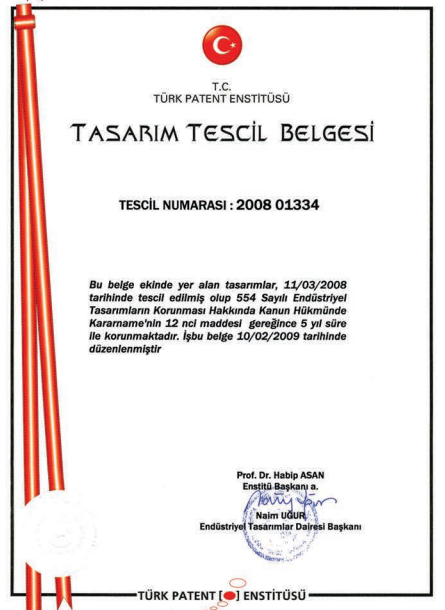 T.C.
TÜRK PATENT ENSTİTÜSÜ
TASARIM TESCİL BELGESİ
TESCİL NUMARASI : 2008 01334
Bu belge ekinde yer alan tasarımlar, 11/03/2008
tarihinde tescil edilmiş olup 554 Sayılı Endüstriyel
Tasarımların Korunması Hakkında Kanun Hükmünde
Kararname'nin 12 nci maddesi gereğince 5 yıl süre
ile korunmaktadır. İşbu belge 10/02/2009 tarihinde
düzenlenmiştir
Prof. Dr. Habip ASAN
Enstitü Başkanı a.
Naim UĞUR
Endüstriyel Tasarımlar Dairesi Başkanı
TÜRK PATENT [ ] ENSTİTÜSÜ